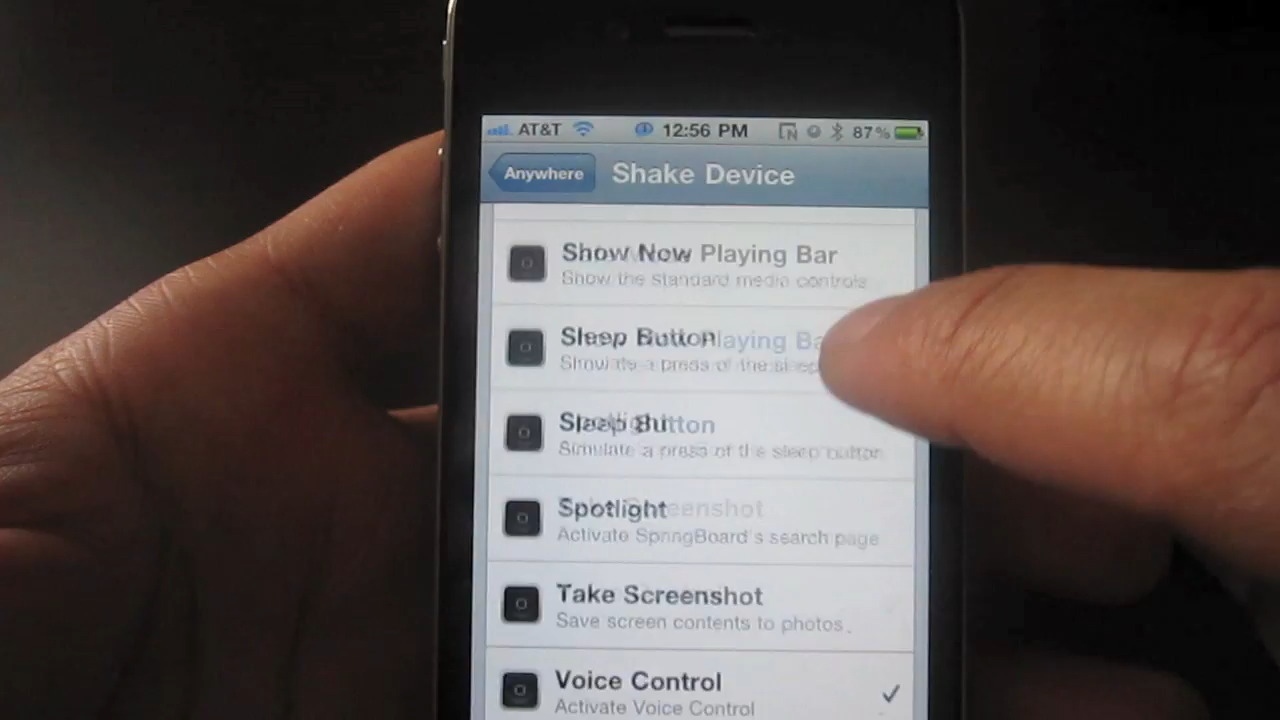 AT&T 12:56 PM 87%
Anywhere Shake Device
Show Now Playing Bar
Show the standard media controls
Sleep Button
press of the sleep
Sleep Button
Simulate a press of the sleep button
Spotlight
Activate SpringBoard's search page
Take Screenshot
Save screen contents to photos.
Voice Control
Activate Voice Control